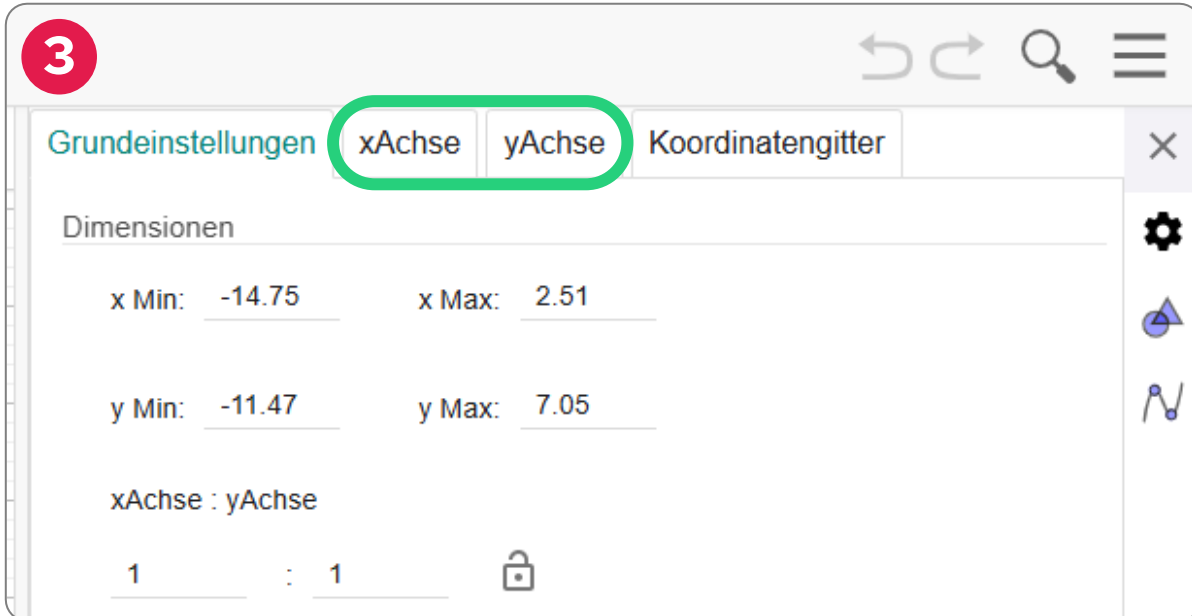 3
Grundeinstellungen xAchse yAchse Koordinatengitter
Dimensionen
x Min: -14.75 x Max: 2.51
y Min: -11.47 y Max: 7.05
xAchse : yAchse
1 : 1